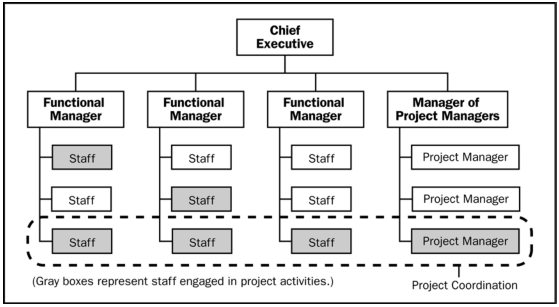 Chief
Executive
Functional
Manager
Functional
Manager
Functional
Manager
Manager of
Project Managers
Staff
Staff
Staff
Project Manager
Staff
Staff
Staff
Project Manager
Staff
Staff
Staff
Project Manager
(Gray boxes represent staff engaged in project activities.)
Project Coordination